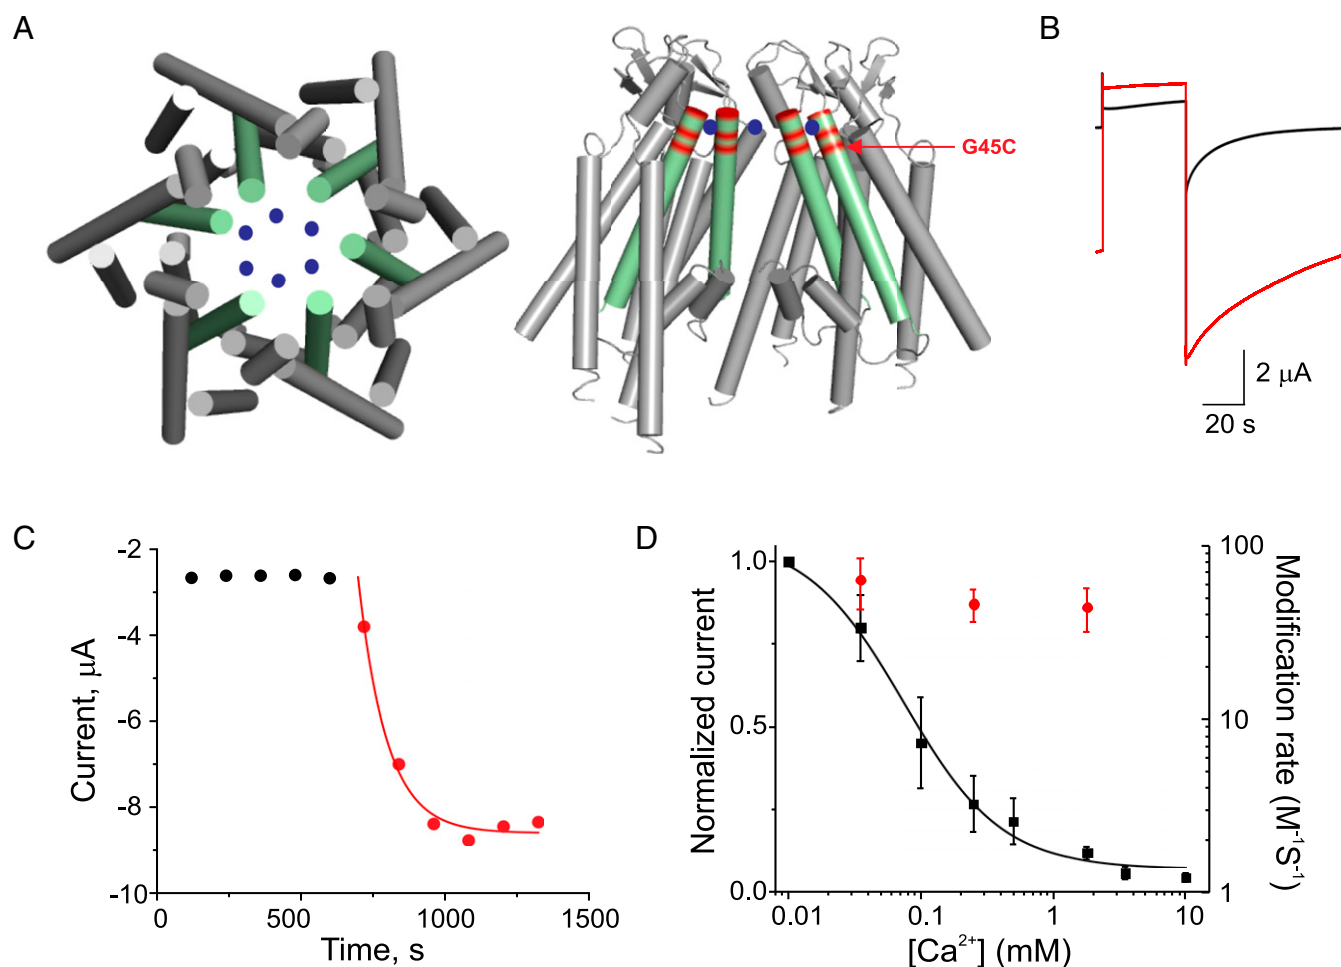 A
B
G45C
2 μA
20 s
C
-2
-4
-6
-8
-10
Current, μA
0
500
1000
1500
Time, s
D
1.0
0.5
0.0
Normalized current
100
10
1
Modification rate (M⁻¹S⁻¹)
0.01
0.1
1
10
[Ca²⁺] (mM)